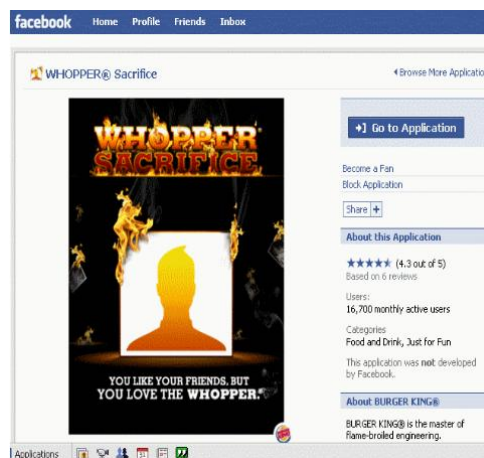 facebook Home Profile Friends Inbox
WHOPPER® Sacrifice
Browse More Applicatio
WHOPPER
SACRIFICE
YOU LIKE YOUR FRIENDS, BUT
YOU LOVE THE WHOPPER.
Go to Application
Become a Fan
Block Application
Share +
About this Application
(4.3 out of 5)
Based on 6 reviews
Users:
16,700 monthly active users
Categories
Food and Drink, Just for Fun
This application was not developed
by Facebook.
About BURGER KING®
BURGER KING® is the master of
flame-broiled engineering.
Applications